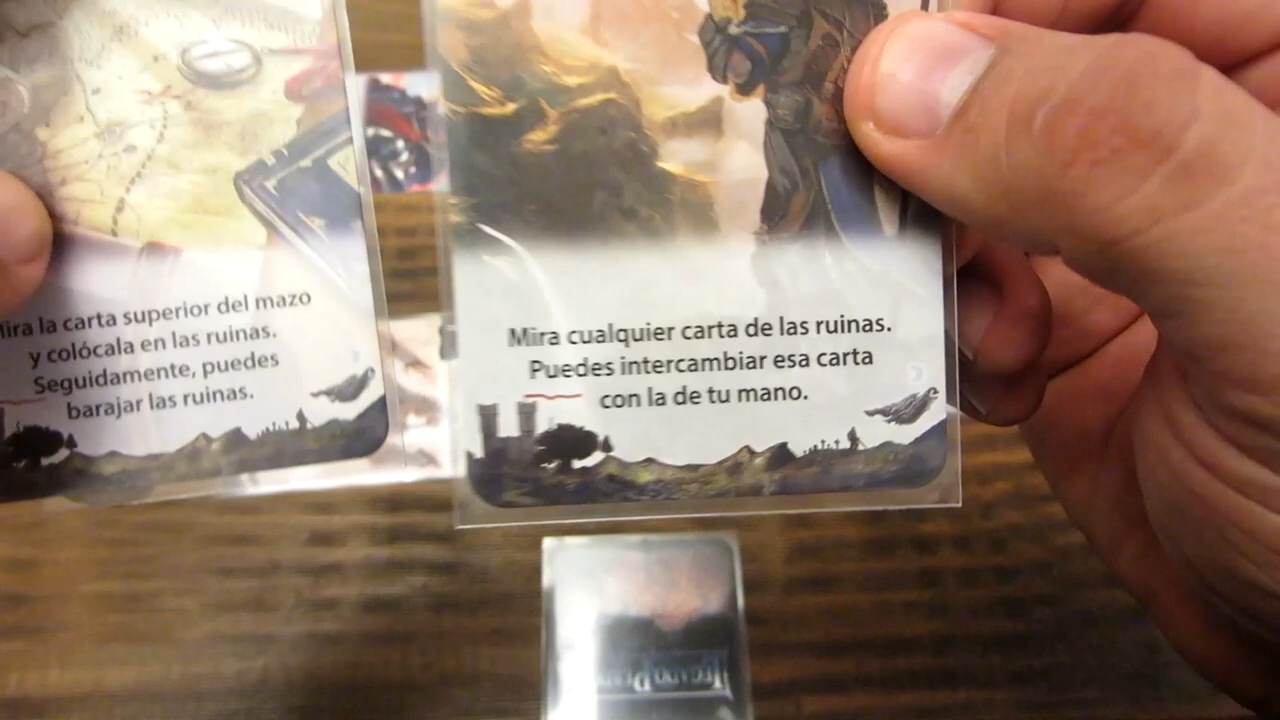 la carta superior del mazo
y colócala en las ruinas.
Seguidamente, puedes
barajar las ruinas.
Mira cualquier carta de las ruinas.
Puedes intercambiar esa carta
con la de tu mano.